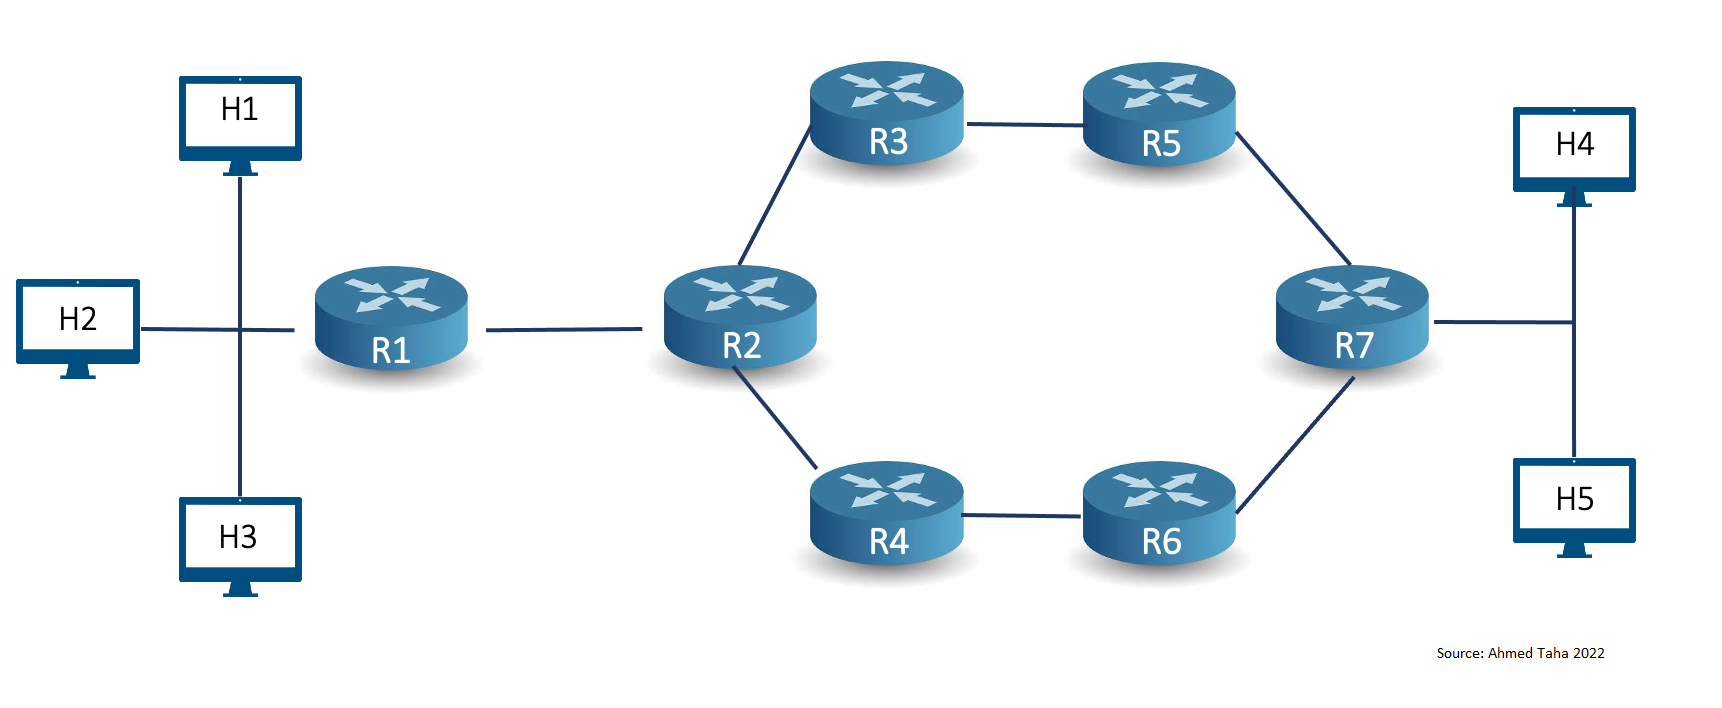 H1
H2
H3
R1
R2
R3
R5
R4
R6
R7
H4
H5
Source: Ahmed Taha 2022